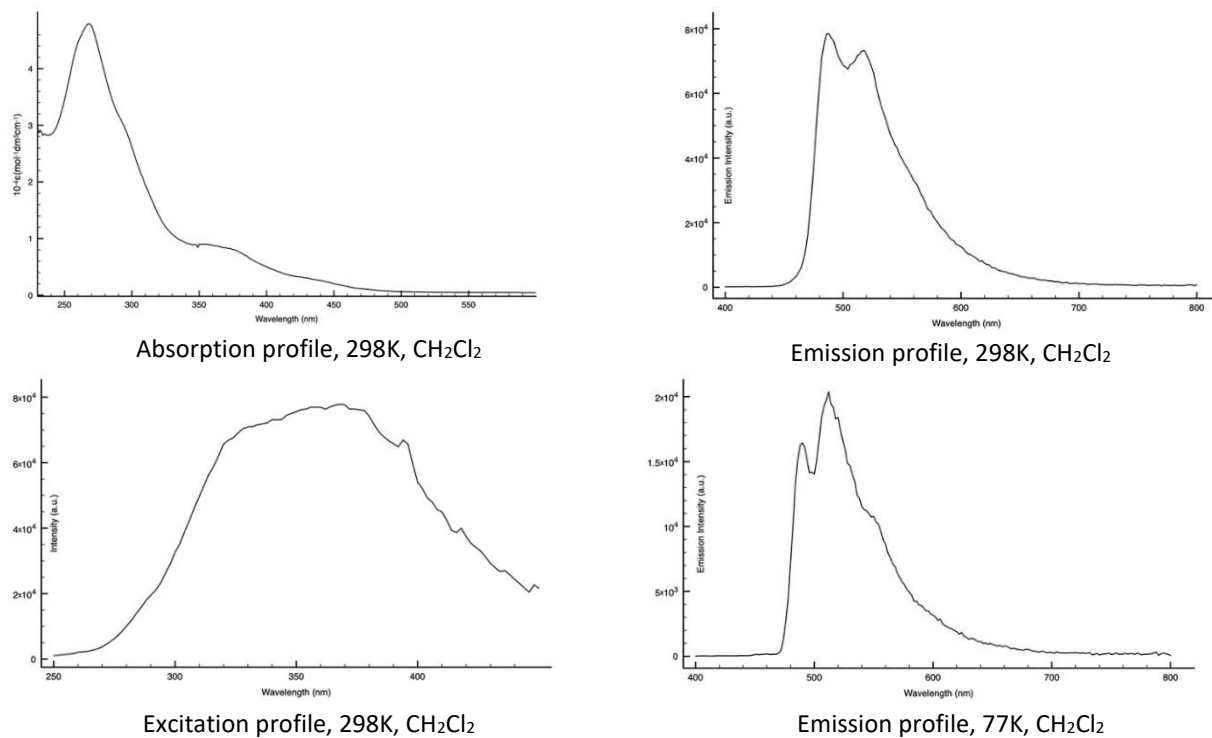 4
3
2
1
0
10⁻⁴ε(mol⁻¹dm³cm⁻¹)
250 300 350 400 450 500 550
Wavelength (nm)
Absorption profile, 298K, CH₂Cl₂
8×10⁴
6×10⁴
4×10⁴
2×10⁴
0
Emission Intensity (a.u.)
400 500 600 700 800
Wavelength (nm)
Emission profile, 298K, CH₂Cl₂
8×10⁴
6×10⁴
4×10⁴
2×10⁴
0
Intensity (a.u.)
250 300 350 400
Wavelength (nm)
Excitation profile, 298K, CH₂Cl₂
2×10⁴
1.5×10⁴
10⁴
5×10³
0
Emission Intensity (a.u.)
400 500 600 700 800
Wavelength (nm)
Emission profile, 77K, CH₂Cl₂